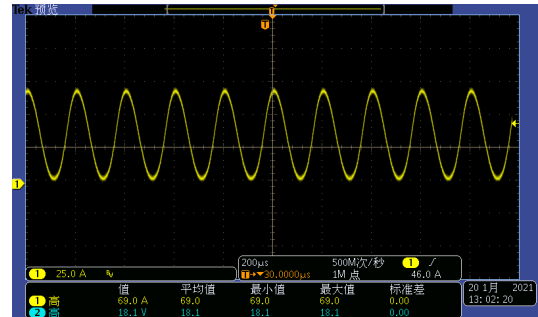 Tek 预览
T
T
1
200µs 500M次/秒 1 /
T→▼30.0000µs 1M 点 46.0 A
1 25.0 A
值 平均值 最小值 最大值 标准差
1 高 69.0 A 69.0 69.0 69.0 0.00
2 高 18.1 V 18.1 18.1 18.1 0.00
20 1月 2021
13:02:20